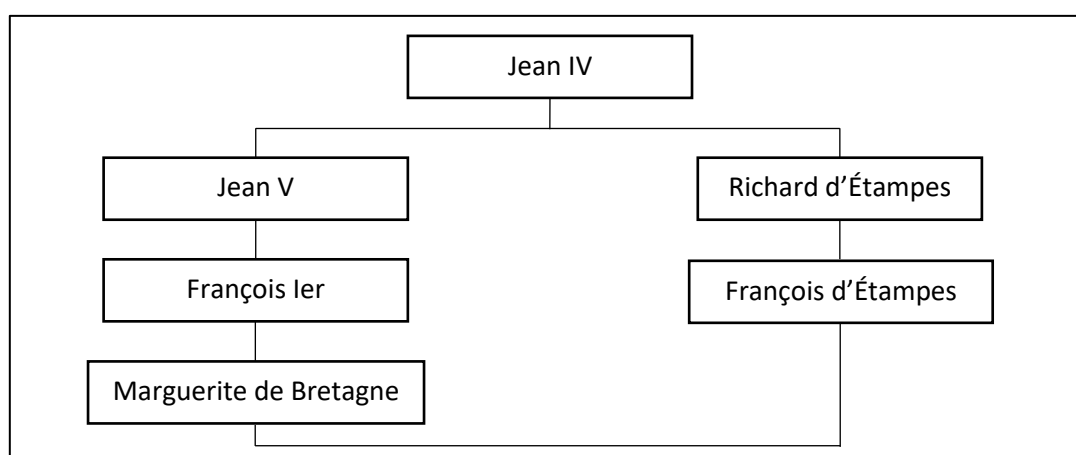 Jean IV
Jean V
Richard d’Étampes
François Ier
François d’Étampes
Marguerite de Bretagne